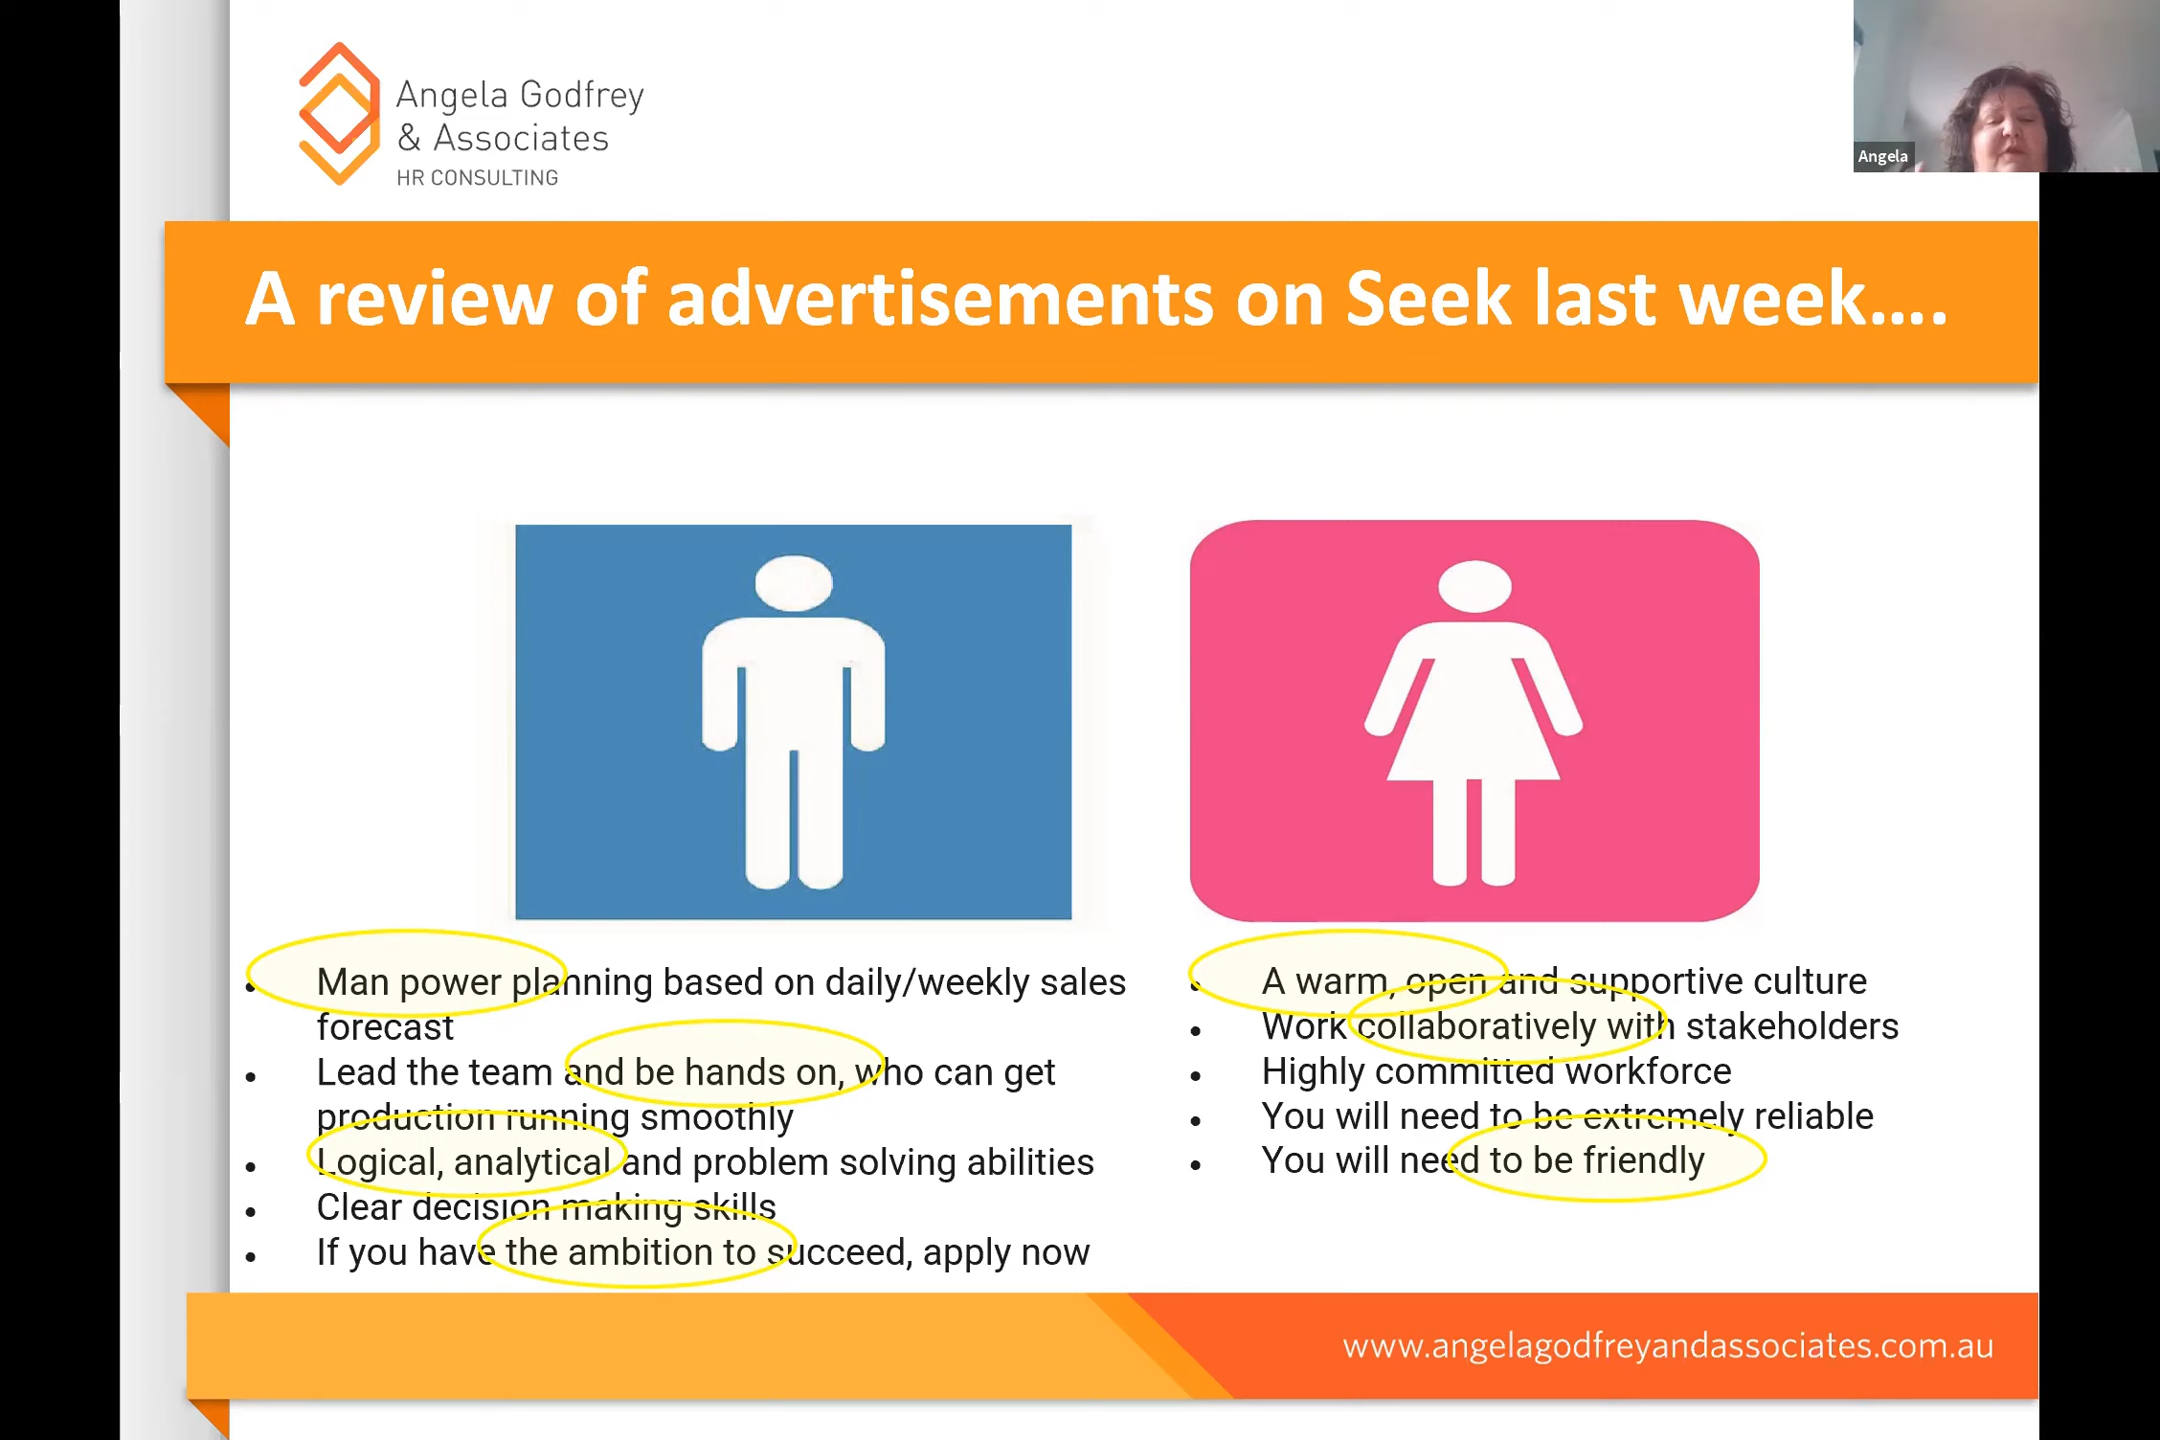 Angela Godfrey
& Associates
HR CONSULTING
Angela
A review of advertisements on Seek last week....
• Man power planning based on daily/weekly sales
forecast
• Lead the team and be hands on, who can get
production running smoothly
• Logical, analytical and problem solving abilities
• Clear decision making skills
• If you have the ambition to succeed, apply now
• A warm, open and supportive culture
• Work collaboratively with stakeholders
• Highly committed workforce
• You will need to be extremely reliable
• You will need to be friendly
www.angelagodfreyandassociates.com.au